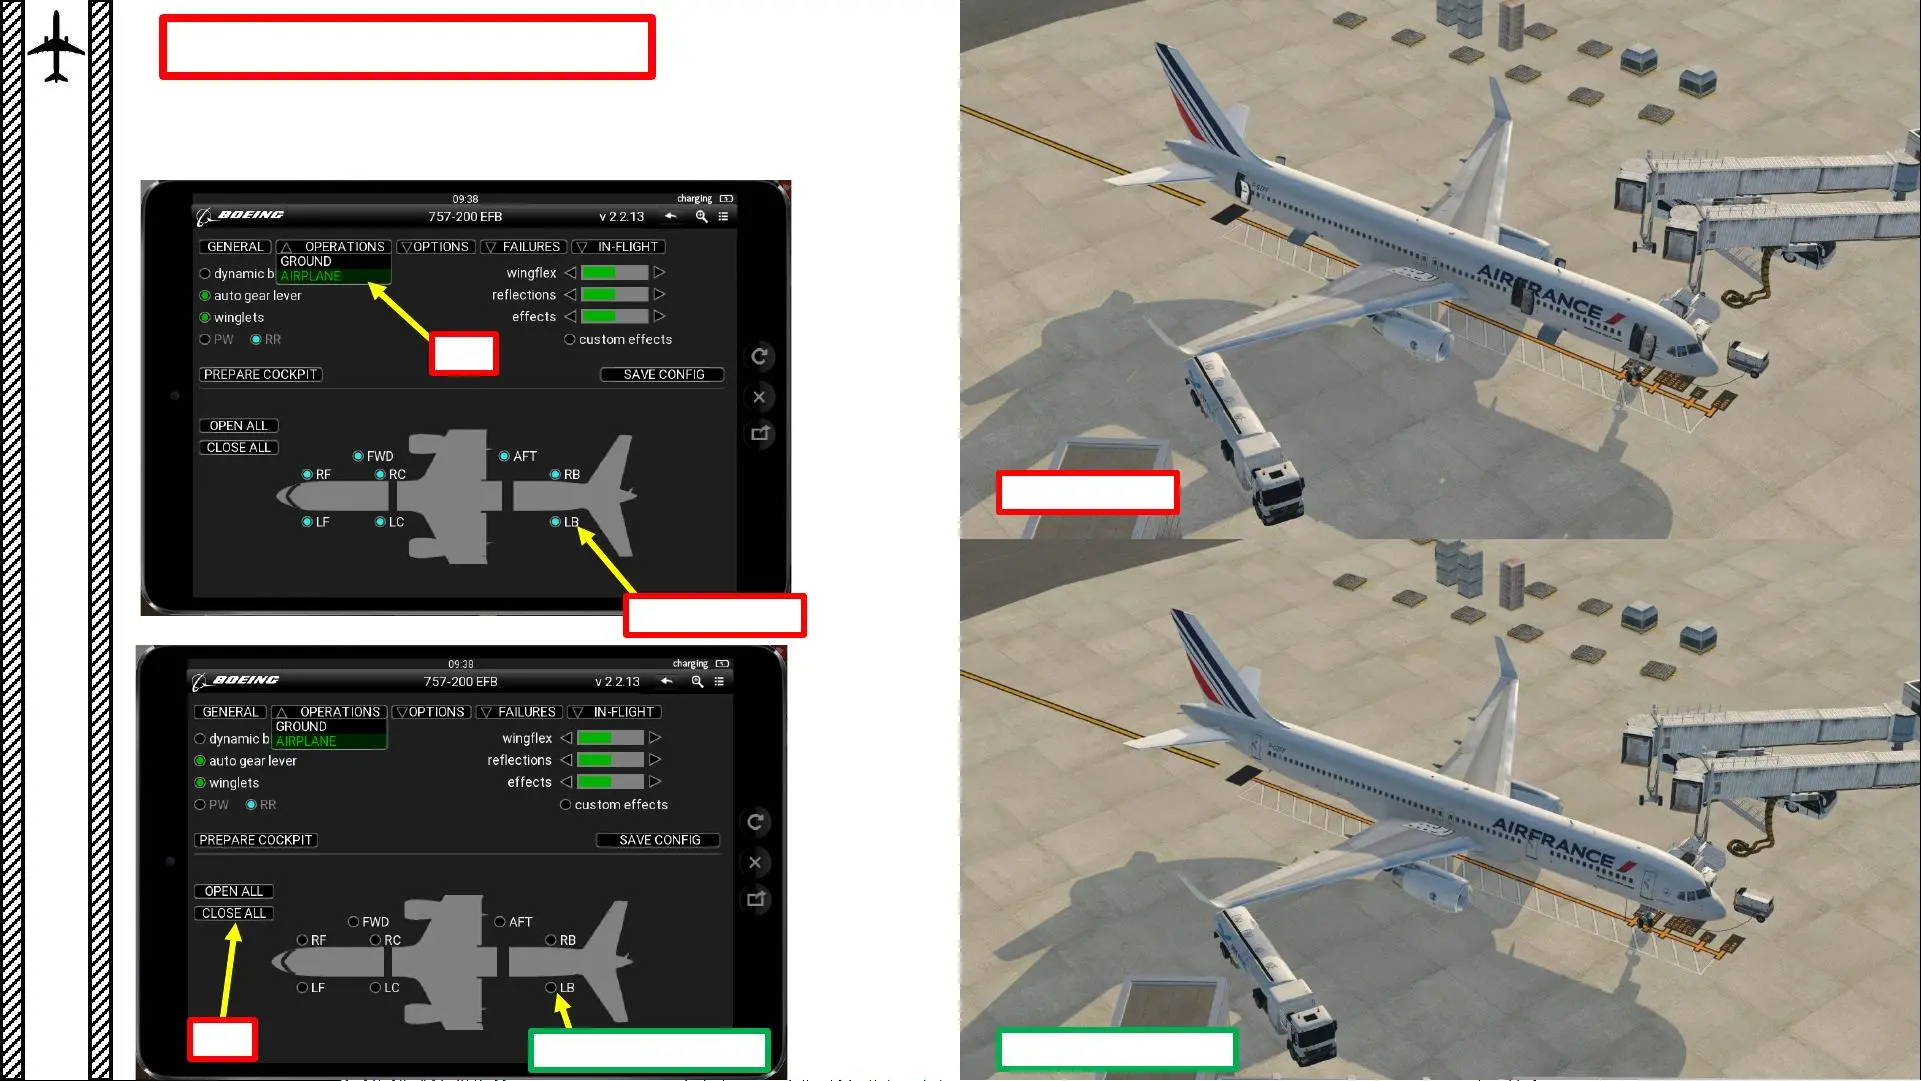 09:38
charging
BOEING
757-200 EFB
v 2.2.13
GENERAL
OPERATIONS
OPTIONS
FAILURES
IN-FLIGHT
GROUND
AIRPLANE
dynamic b
auto gear lever
winglets
PW
RR
wingflex
reflections
effects
custom effects
PREPARE COCKPIT
SAVE CONFIG
OPEN ALL
CLOSE ALL
FWD
AFT
RF
RC
RB
LF
LC
LB
09:38
charging
BOEING
757-200 EFB
v 2.2.13
GENERAL
OPERATIONS
OPTIONS
FAILURES
IN-FLIGHT
GROUND
AIRPLANE
dynamic b
auto gear lever
winglets
PW
RR
wingflex
reflections
effects
custom effects
PREPARE COCKPIT
SAVE CONFIG
OPEN ALL
CLOSE ALL
FWD
AFT
RF
RC
RB
LF
LC
LB
AIRFRANCE
AIRFRANCE